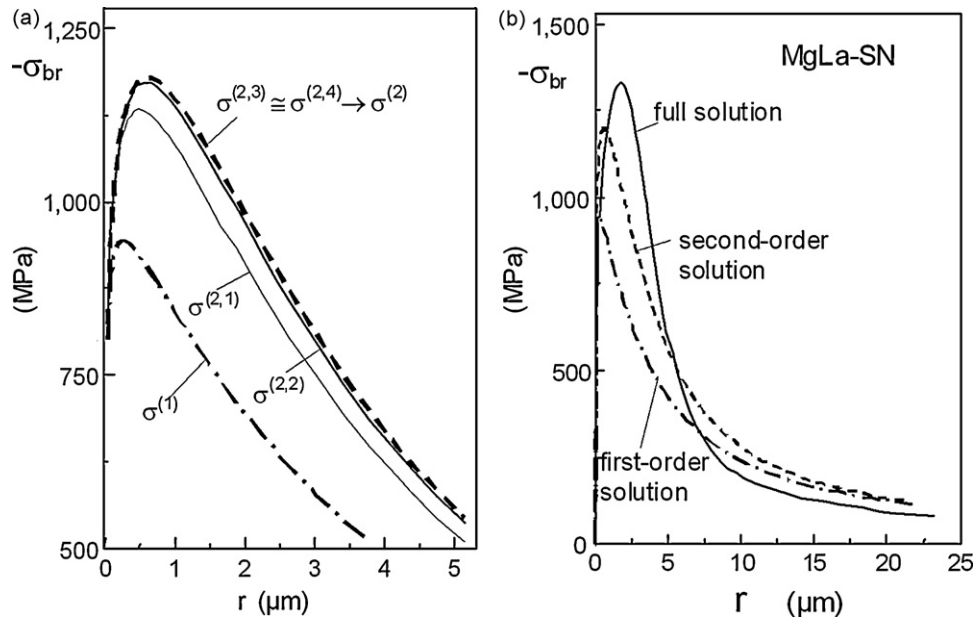 (a)
1,250
-σbr
σ(2,3) ≅ σ(2,4) → σ(2)
1,000
(MPa)
σ(2,1)
750
σ(2,2)
σ(1)
500
0 1 2 3 4 5
r (μm)
(b)
1,500
-σbr
MgLa-SN
full solution
1,000
second-order
solution
(MPa)
500
first-order
solution
0
0 5 10 15 20 25
r (μm)